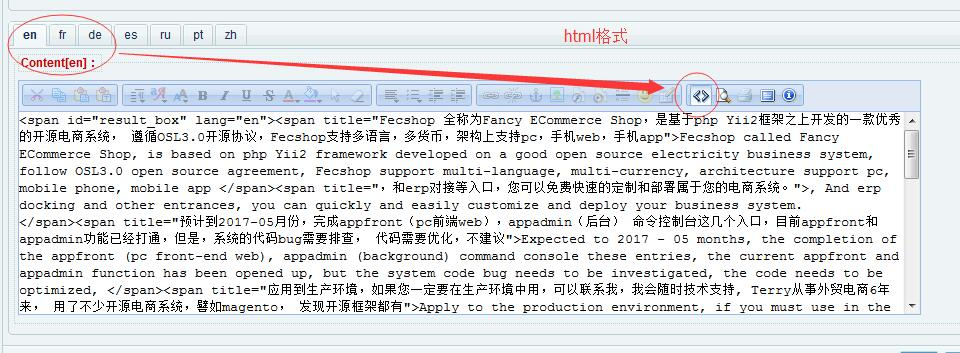 en fr de es ru pt zh
html格式
Content[en]：
<span id="result_box" lang="en"><span title="Fecshop 全称为Fancy ECommerce Shop，是基于php Yii2框架之上开发的一款优秀
的开源电商系统， 遵循OSL3.0开源协议，Fecshop支持多语言，多货币，架构上支持pc，手机web，手机app">Fecshop called Fancy
ECommerce Shop, is based on php Yii2 framework developed on a good open source electricity business system,
follow OSL3.0 open source agreement, Fecshop support multi-language, multi-currency, architecture support pc,
mobile phone, mobile app </span><span title="，和erp对接等入口，您可以免费快速的定制和部署属于您的电商系统。">, And erp
docking and other entrances, you can quickly and easily customize and deploy your business system.
</span><span title="预计到2017-05月份，完成appfront（pc前端web），appadmin（后台） 命令控制台这几个入口，目前appfront和
appadmin功能已经打通，但是，系统的代码bug需要排查， 代码需要优化，不建议">Expected to 2017 - 05 months, the completion of
the appfront (pc front-end web), appadmin (background) command console these entries, the current appfront and
appadmin function has been opened up, but the system code bug needs to be investigated, the code needs to be
optimized, </span><span title="应用到生产环境，如果您一定要在生产环境中用，可以联系我，我会随时技术支持, Terry从事外贸电商6年
来， 用了不少开源电商系统，譬如magento， 发现开源框架都有">Apply to the production environment, if you must use in the